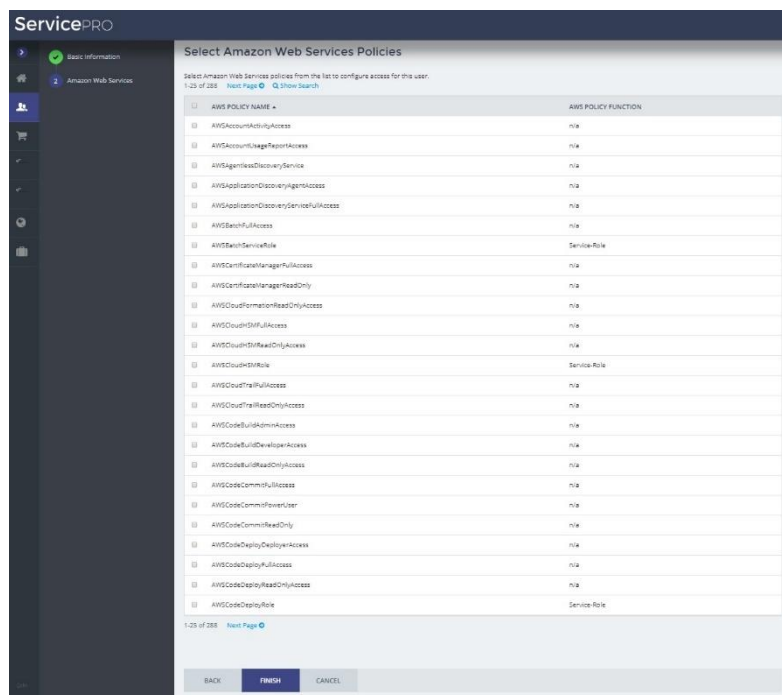 ServicePRO
Basic Information
2 Amazon Web Services
Select Amazon Web Services Policies
Select Amazon Web Services policies from the list to configure access for this user.
1-25 of 288 Next Page Show Search
AWS POLICY NAME AWS POLICY FUNCTION
AWSAccountActivityAccess n/a
AWSAccountUsageReportAccess n/a
AWSAgentlessDiscoveryService n/a
AWSApplicationDiscoveryAgentAccess n/a
AWSApplicationDiscoveryServiceFullAccess n/a
AWSBatchFullAccess n/a
AWSBatchServiceRole Service-Role
AWSCertificateManagerFullAccess n/a
AWSCertificateManagerReadOnly n/a
AWSCloudFormationReadOnlyAccess n/a
AWSCloudHSMFullAccess n/a
AWSCloudHSMReadOnlyAccess n/a
AWSCloudHSMRole Service-Role
AWSCloudTrailFullAccess n/a
AWSCloudTrailReadOnlyAccess n/a
AWSCodeBuildAdminAccess n/a
AWSCodeBuildDeveloperAccess n/a
AWSCodeBuildReadOnlyAccess n/a
AWSCodeCommitFullAccess n/a
AWSCodeCommitPowerUser n/a
AWSCodeCommitReadOnly n/a
AWSCodeDeployDeployerAccess n/a
AWSCodeDeployFullAccess n/a
AWSCodeDeployReadOnlyAccess n/a
AWSCodeDeployRole Service-Role
1-25 of 288 Next Page
BACK FINISH CANCEL